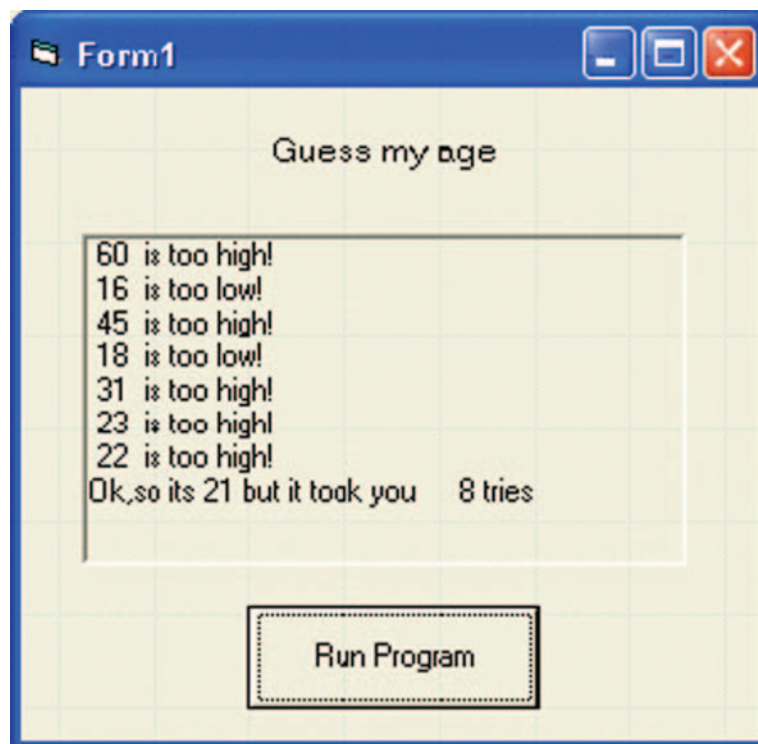 Form1
Guess my age
60 is too high!
16 is too low!
45 is too high!
18 is too low!
31 is too high!
23 is too high!
22 is too high!
Ok,so its 21 but it took you 8 tries
Run Program